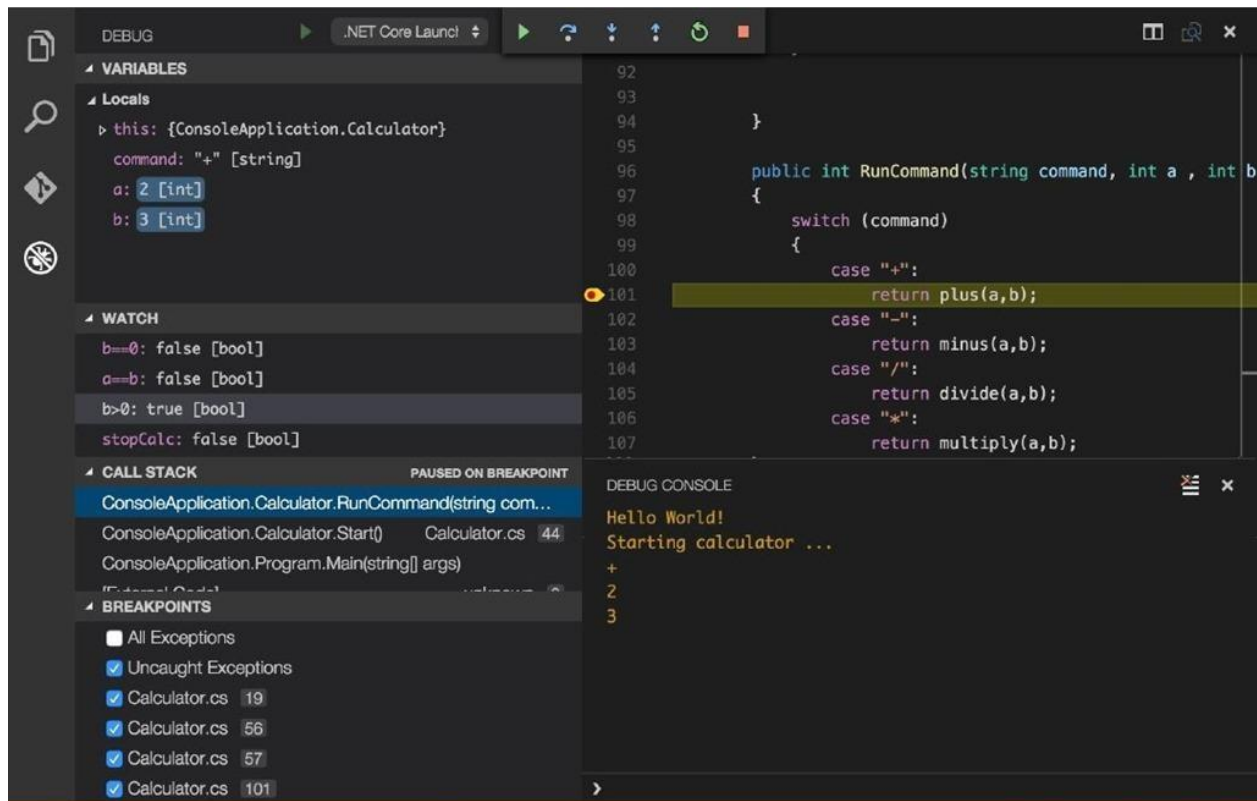 DEBUG
.NET Core Launcl
VARIABLES
Locals
this: {ConsoleApplication.Calculator}
command: "+" [string]
a: 2 [int]
b: 3 [int]
WATCH
b==0: false [bool]
a==b: false [bool]
b>0: true [bool]
stopCalc: false [bool]
CALL STACK PAUSED ON BREAKPOINT
ConsoleApplication.Calculator.RunCommand(string com...
ConsoleApplication.Calculator.Start() Calculator.cs 44
ConsoleApplication.Program.Main(string[] args)
BREAKPOINTS
All Exceptions
Uncaught Exceptions
Calculator.cs 19
Calculator.cs 56
Calculator.cs 57
Calculator.cs 101
92
93
94 }
95
96 public int RunCommand(string command, int a , int b
97 {
98 switch (command)
99 {
100 case "+":
101 return plus(a,b);
102 case "-":
103 return minus(a,b);
104 case "/":
105 return divide(a,b);
106 case "*":
107 return multiply(a,b);
DEBUG CONSOLE
Hello World!
Starting calculator ...
+
2
3